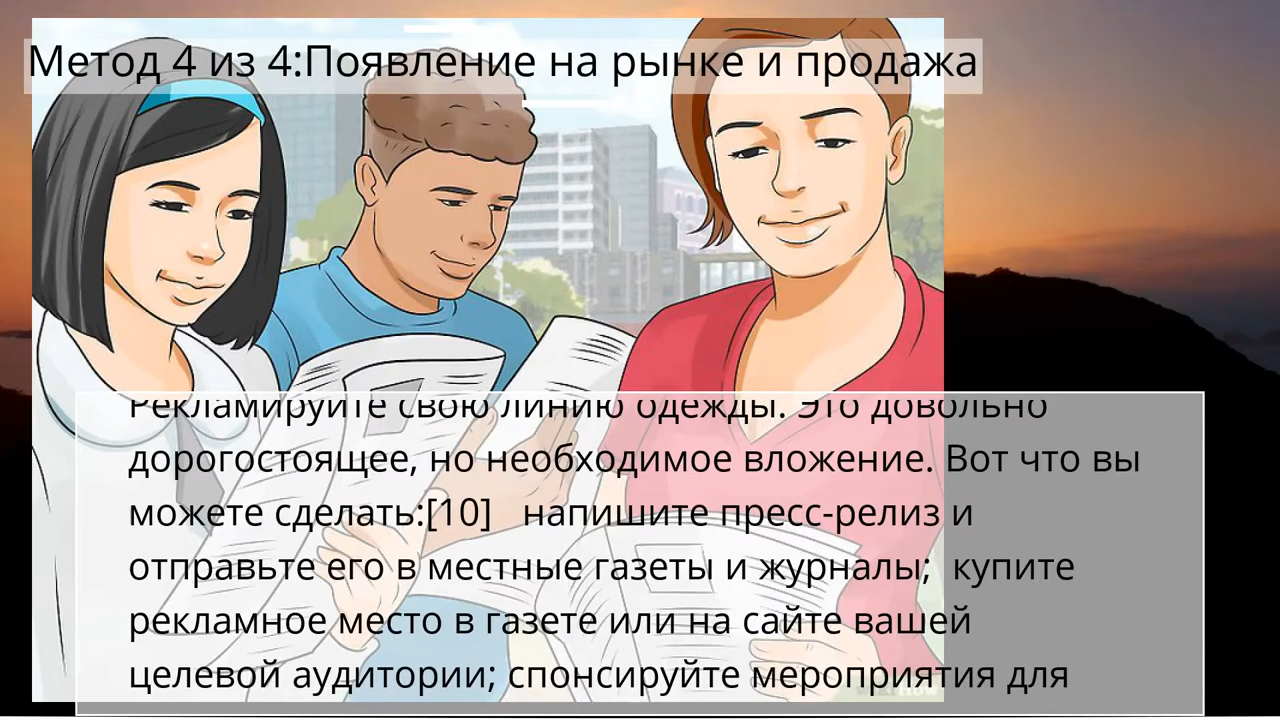 Метод 4 из 4:Появление на рынке и продажа
Рекламируйте свою линию одежды. Это довольно
дорогостоящее, но необходимое вложение. Вот что вы
можете сделать:[10] напишите пресс-релиз и
отправьте его в местные газеты и журналы; купите
рекламное место в газете или на сайте вашей
целевой аудитории; спонсируйте мероприятия для